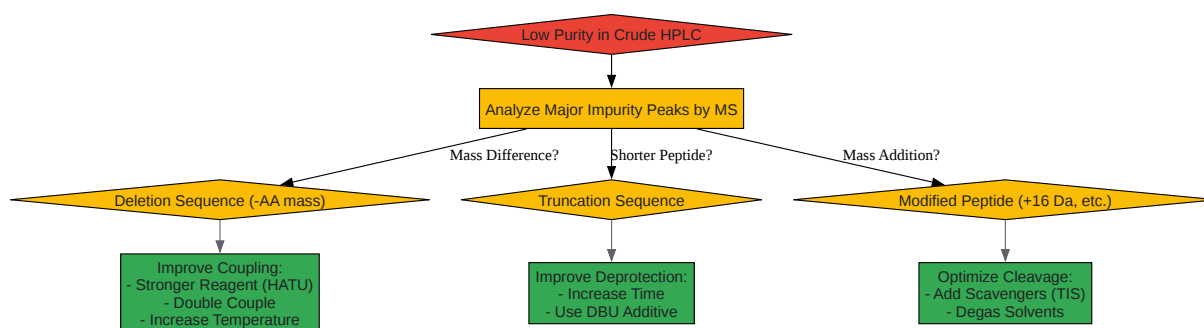 Low Purity in Crude HPLC
Analyze Major Impurity Peaks by MS
Mass Difference?
Shorter Peptide?
Mass Addition?
Deletion Sequence (-AA mass)
Truncation Sequence
Modified Peptide (+16 Da, etc.)
Improve Coupling:
- Stronger Reagent (HATU)
- Double Couple
- Increase Temperature
Improve Deprotection:
- Increase Time
- Use DBU Additive
Optimize Cleavage:
- Add Scavengers (TIS)
- Degas Solvents